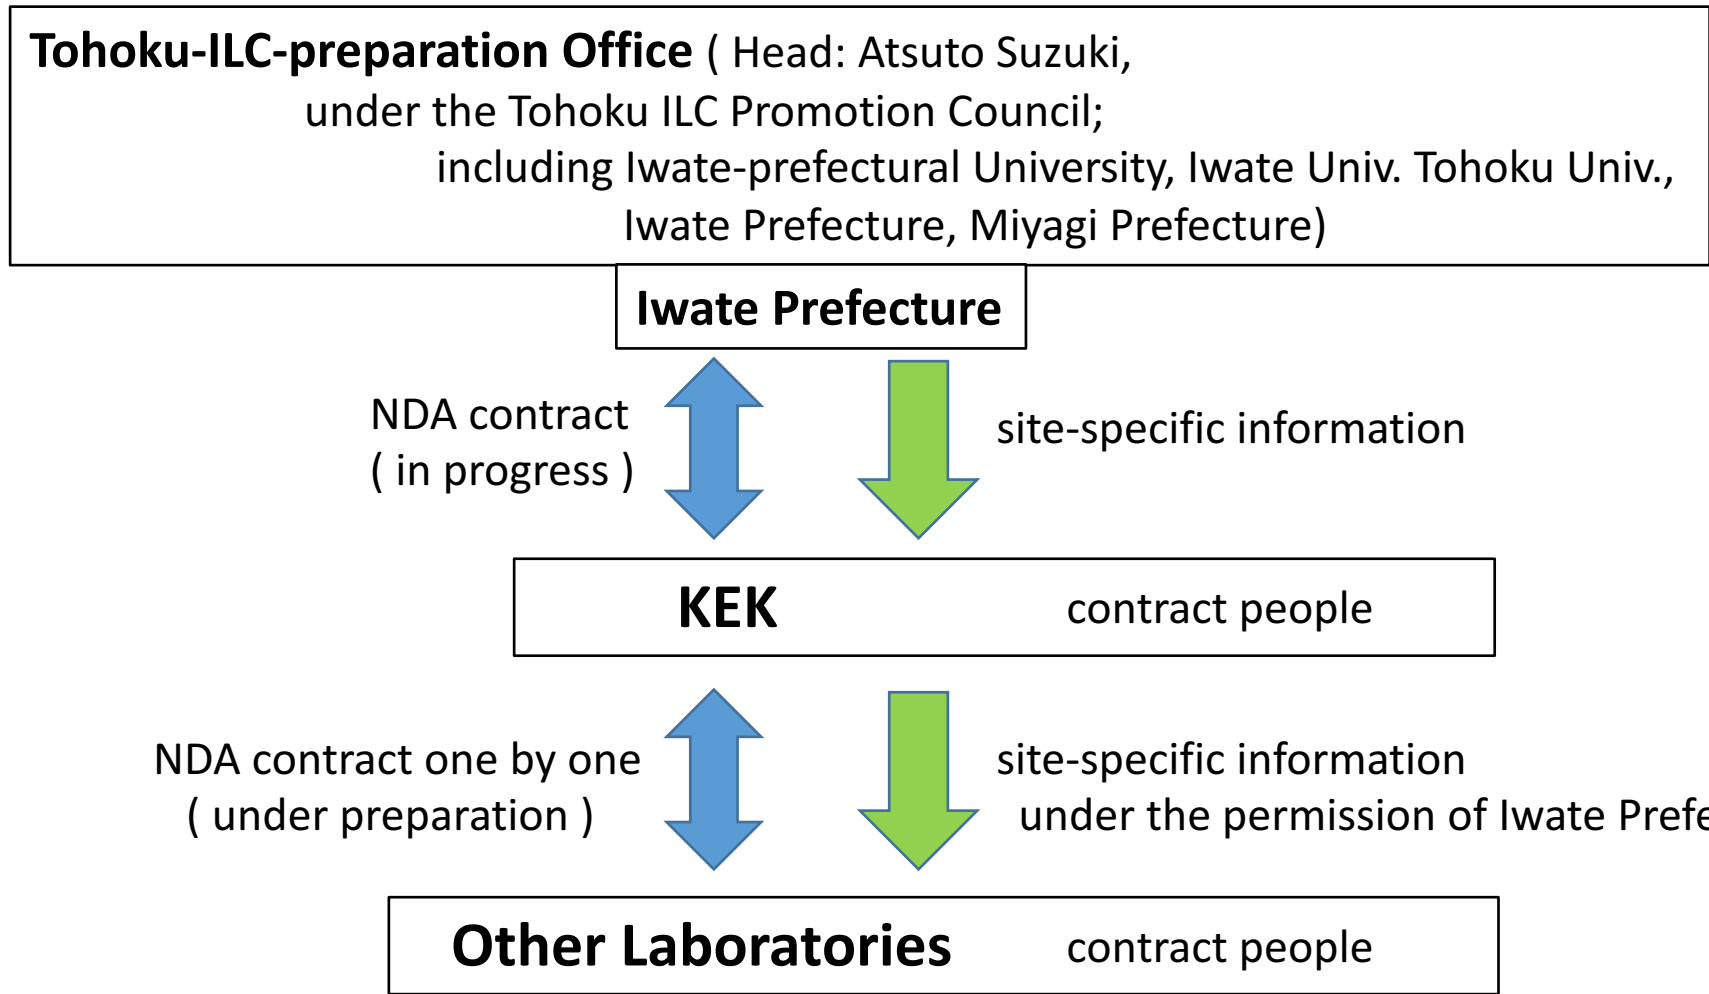 Tohoku-ILC-preparation Office ( Head: Atsuto Suzuki,
under the Tohoku ILC Promotion Council;
including Iwate-prefectural University, Iwate Univ. Tohoku Univ.,
Iwate Prefecture, Miyagi Prefecture)
Iwate Prefecture
NDA contract
( in progress )
site-specific information
KEK contract people
NDA contract one by one
( under preparation )
site-specific information
under the permission of Iwate Prefe
Other Laboratories contract people